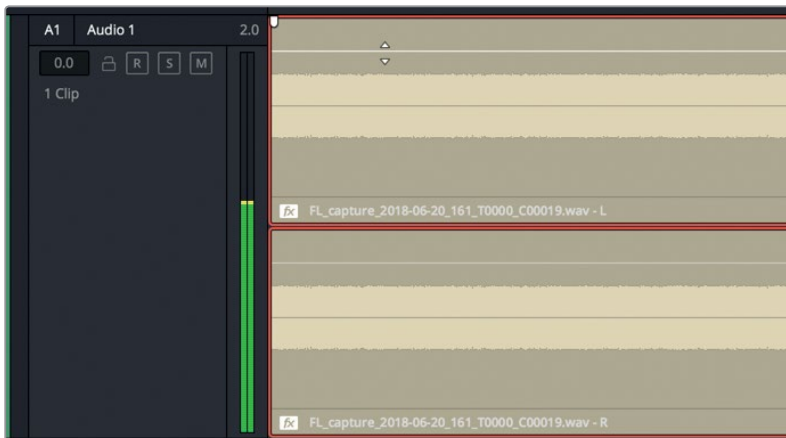 A1 Audio 1 2.0
0.0 R S M
1 Clip
fx FL_capture_2018-06-20_161_T0000_C00019.wav - L
fx FL_capture_2018-06-20_161_T0000_C00019.wav - R